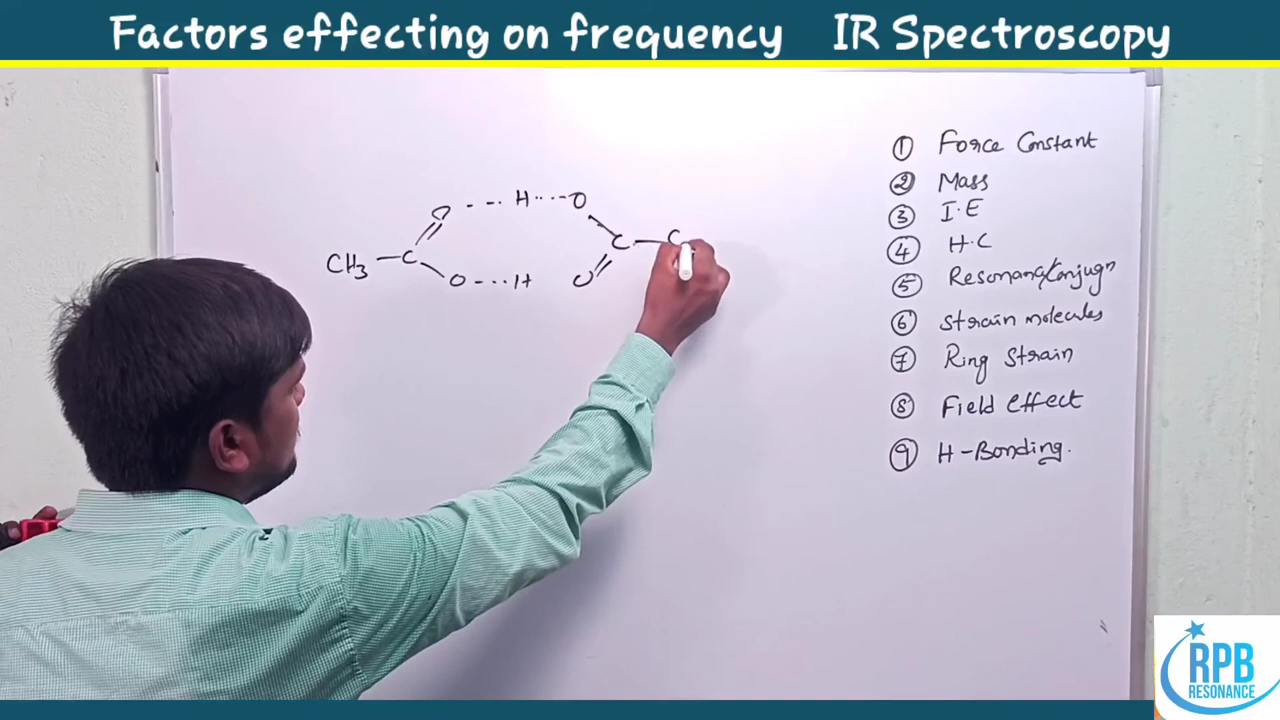 Factors effecting on frequency IR Spectroscopy
① Force Constant
② Mass
③ I.E
④ H.C
⑤ Resonanc/Conjugn
⑥ Strain molecules
⑦ Ring Strain
⑧ Field effect
⑨ H-Bonding.
O --- H ---- O
CH3 - C C - C
O --- H O
RPB
RESONANCE